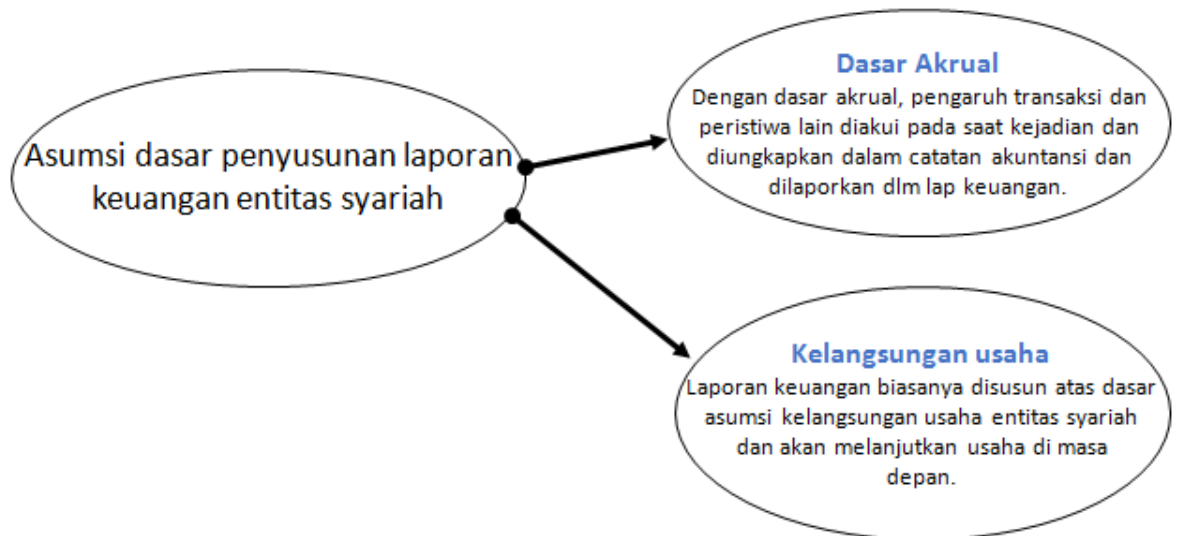 Asumsi dasar penyusunan laporan
keuangan entitas syariah
Dasar Akrual
Dengan dasar akrual, pengaruh transaksi dan
peristiwa lain diakui pada saat kejadian dan
diungkapkan dalam catatan akuntansi dan
dilaporkan dlm lap keuangan.
Kelangsungan usaha
Laporan keuangan biasanya disusun atas dasar
asumsi kelangsungan usaha entitas syariah
dan akan melanjutkan usaha di masa
depan.